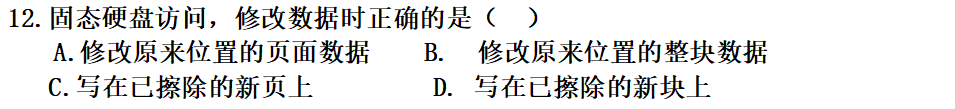 12.固态硬盘访问，修改数据时正确的是（　）
A.修改原来位置的页面数据　　B.　修改原来位置的整块数据
C.写在已擦除的新页上　　D.　写在已擦除的新块上